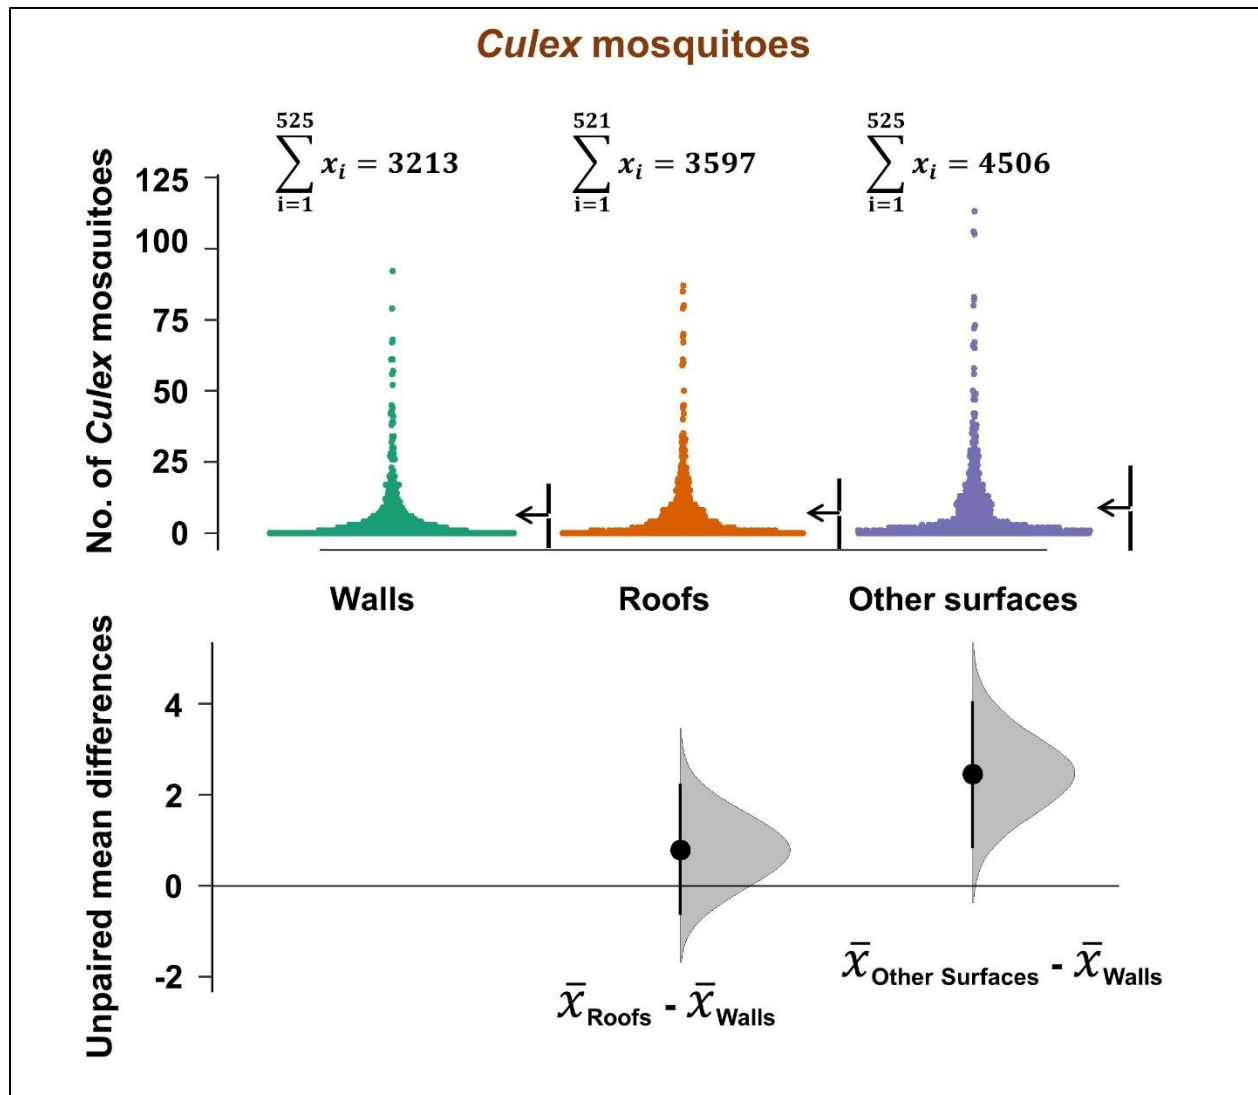 Culex mosquitoes
No. of Culex mosquitoes
125
100
75
50
25
0
525
∑ xᵢ = 3213
i=1
521
∑ xᵢ = 3597
i=1
525
∑ xᵢ = 4506
i=1
Walls
Roofs
Other surfaces
Unpaired mean differences
4
2
0
-2
x̄ Roofs - x̄ Walls
x̄ Other Surfaces - x̄ Walls